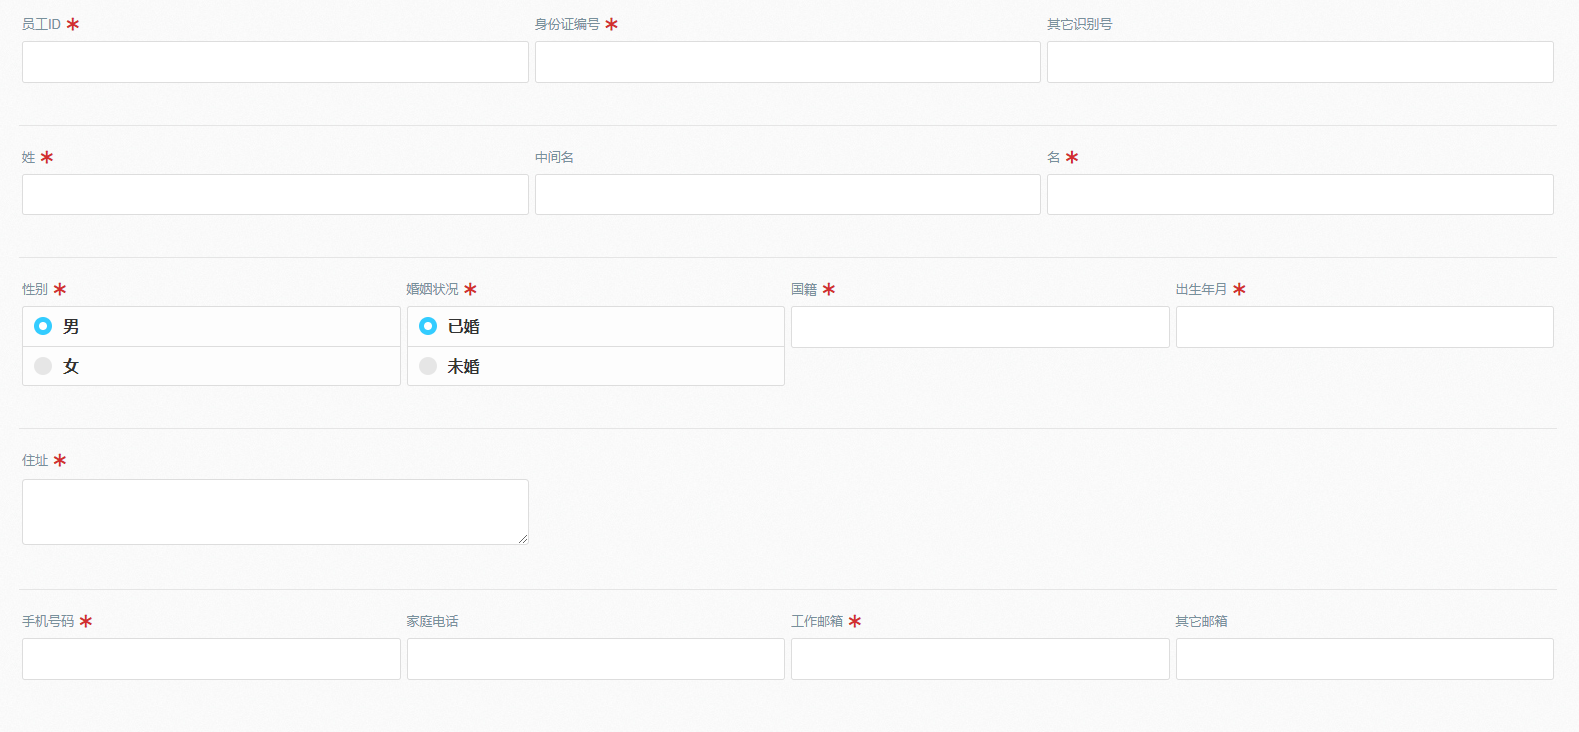 员工ID * 身份证编号 * 其它识别号
姓 * 中间名 名 *
性别 * 婚姻状况 * 国籍 * 出生年月 *
男 已婚
女 未婚
住址 *
手机号码 * 家庭电话 工作邮箱 * 其它邮箱